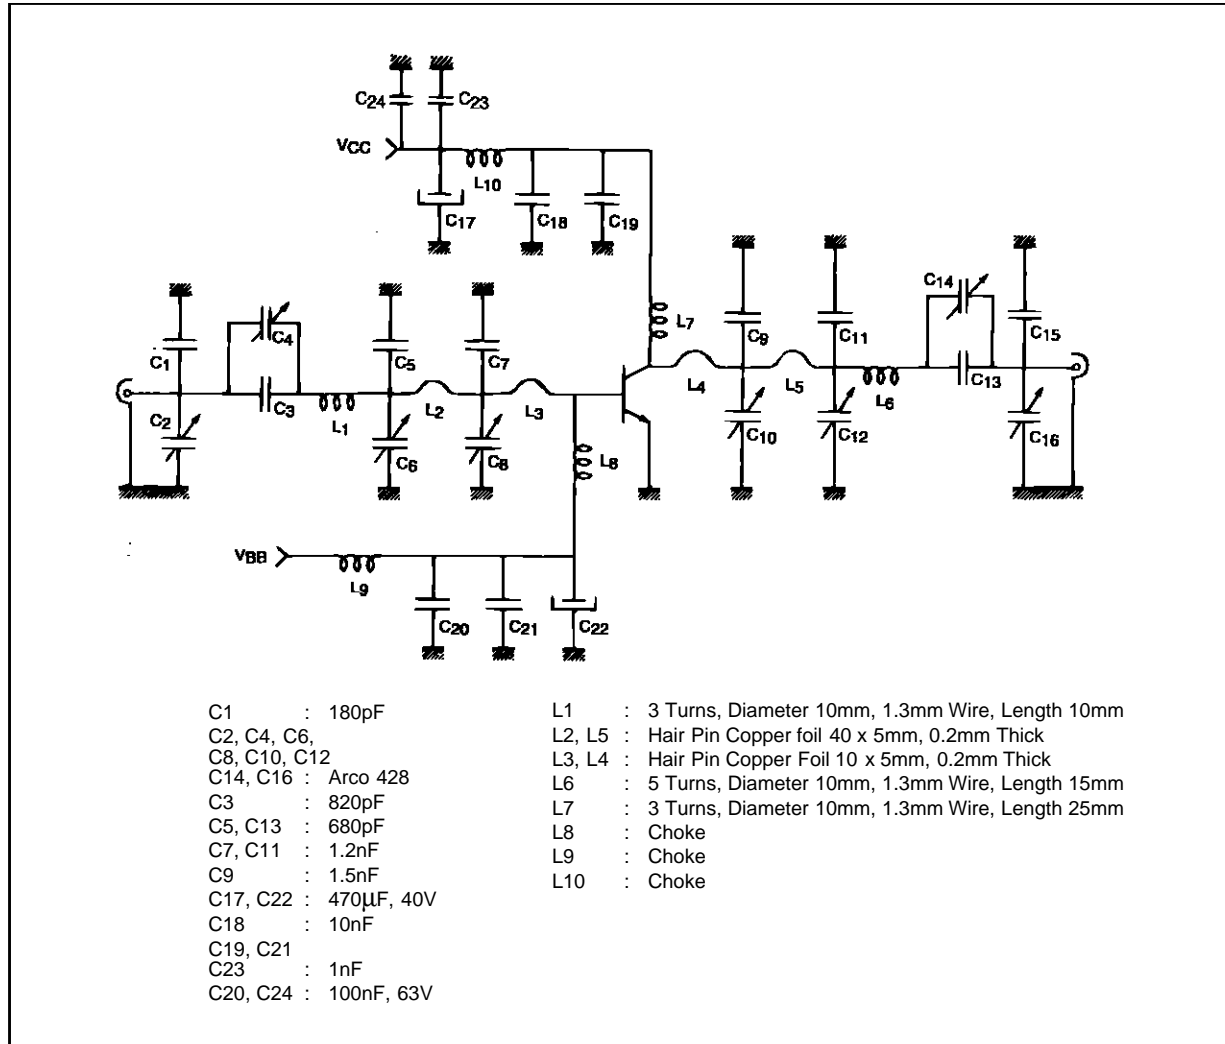 C24
C23
VCC
L10
C17
C18
C19
C1
C4
C5
C7
L7
C9
C11
C14
C15
C2
C3
L1
L2
L3
L4
L5
L6
C13
C6
C8
L8
C10
C12
C16
VBB
L9
C20
C21
C22
C1 : 180pF
C2, C4, C6,
C8, C10, C12
C14, C16 : Arco 428
C3 : 820pF
C5, C13 : 680pF
C7, C11 : 1.2nF
C9 : 1.5nF
C17, C22 : 470μF, 40V
C18 : 10nF
C19, C21
C23 : 1nF
C20, C24 : 100nF, 63V
L1 : 3 Turns, Diameter 10mm, 1.3mm Wire, Length 10mm
L2, L5 : Hair Pin Copper foil 40 x 5mm, 0.2mm Thick
L3, L4 : Hair Pin Copper Foil 10 x 5mm, 0.2mm Thick
L6 : 5 Turns, Diameter 10mm, 1.3mm Wire, Length 15mm
L7 : 3 Turns, Diameter 10mm, 1.3mm Wire, Length 25mm
L8 : Choke
L9 : Choke
L10 : Choke